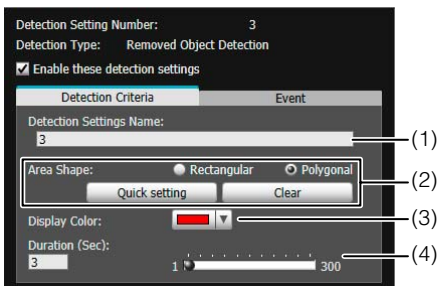 Detection Setting Number: 3
Detection Type: Removed Object Detection
Enable these detection settings
Detection Criteria Event
Detection Settings Name:
3 (1)
Area Shape: Rectangular Polygonal
Quick setting Clear (2)
Display Color: (3)
Duration (Sec):
3 1 300 (4)